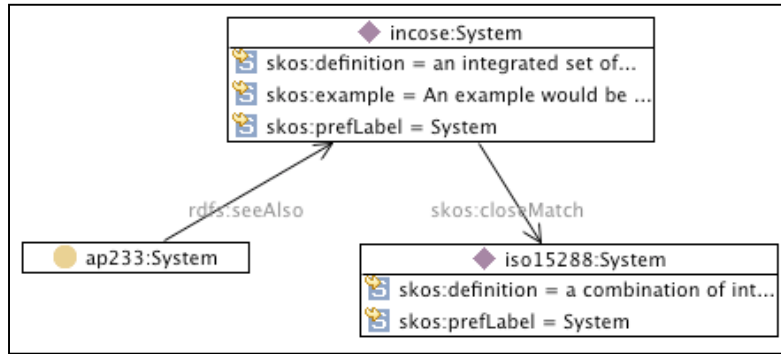 incose:System
skos:definition = an integrated set of...
skos:example = An example would be ...
skos:prefLabel = System
rdfs:seeAlso
skos:closeMatch
ap233:System
iso15288:System
skos:definition = a combination of int...
skos:prefLabel = System